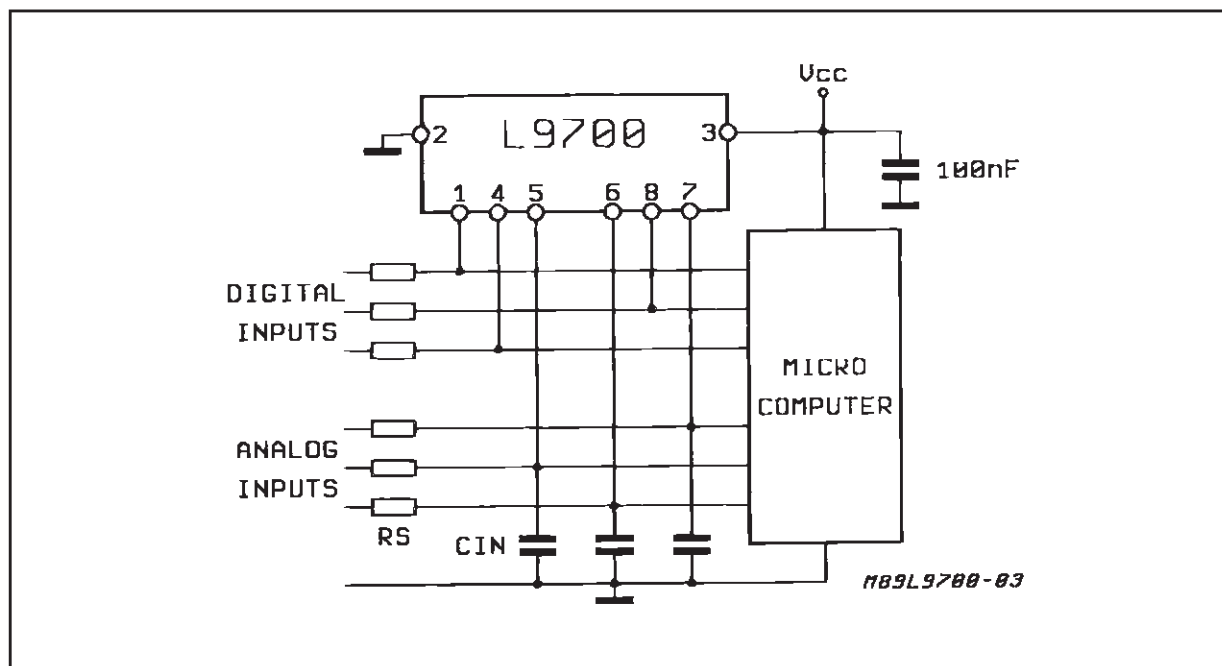 Vcc
2 L9700 3
100nF
1 4 5 6 8 7
DIGITAL
INPUTS
MICRO
COMPUTER
ANALOG
INPUTS
RS
CIN
M89L9700-03